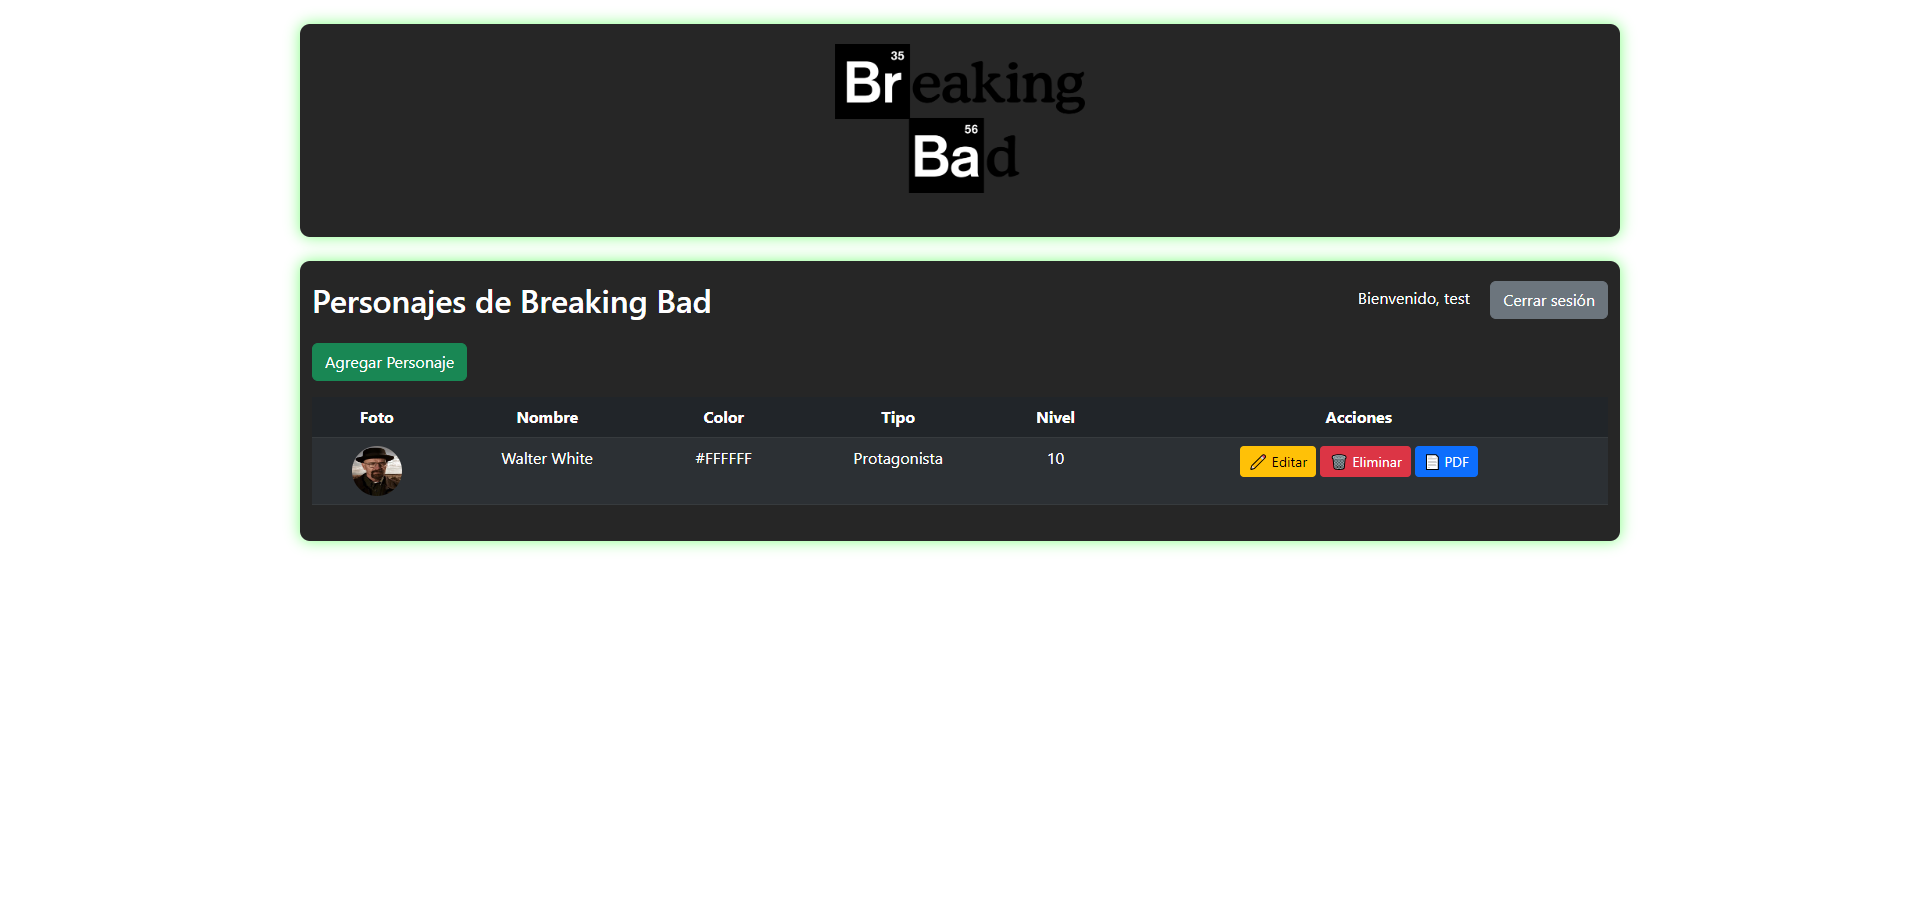 35
Breaking
56
Bad
Personajes de Breaking Bad
Bienvenido, test
Cerrar sesión
Agregar Personaje
Foto Nombre Color Tipo Nivel Acciones
Walter White #FFFFFF Protagonista 10 Editar Eliminar PDF